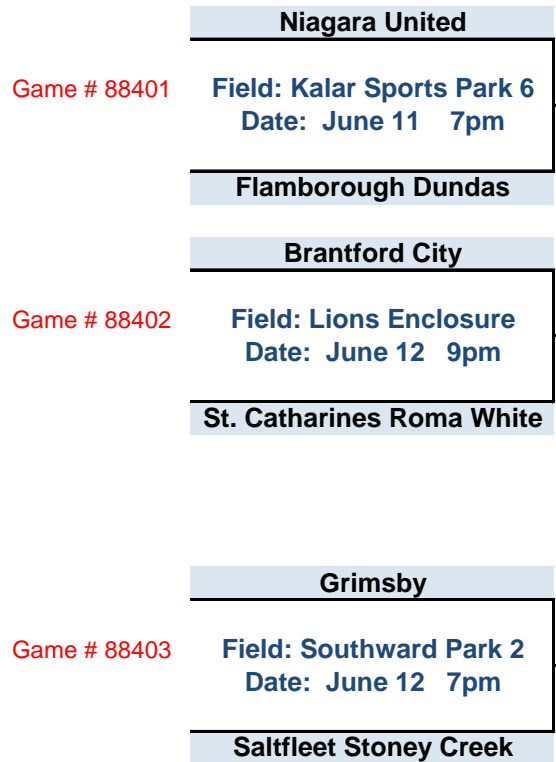 Niagara United
Game # 88401
Field: Kalar Sports Park 6
Date: June 11 7pm
Flamborough Dundas
Brantford City
Game # 88402
Field: Lions Enclosure
Date: June 12 9pm
St. Catharines Roma White
Grimsby
Game # 88403
Field: Southward Park 2
Date: June 12 7pm
Saltfleet Stoney Creek